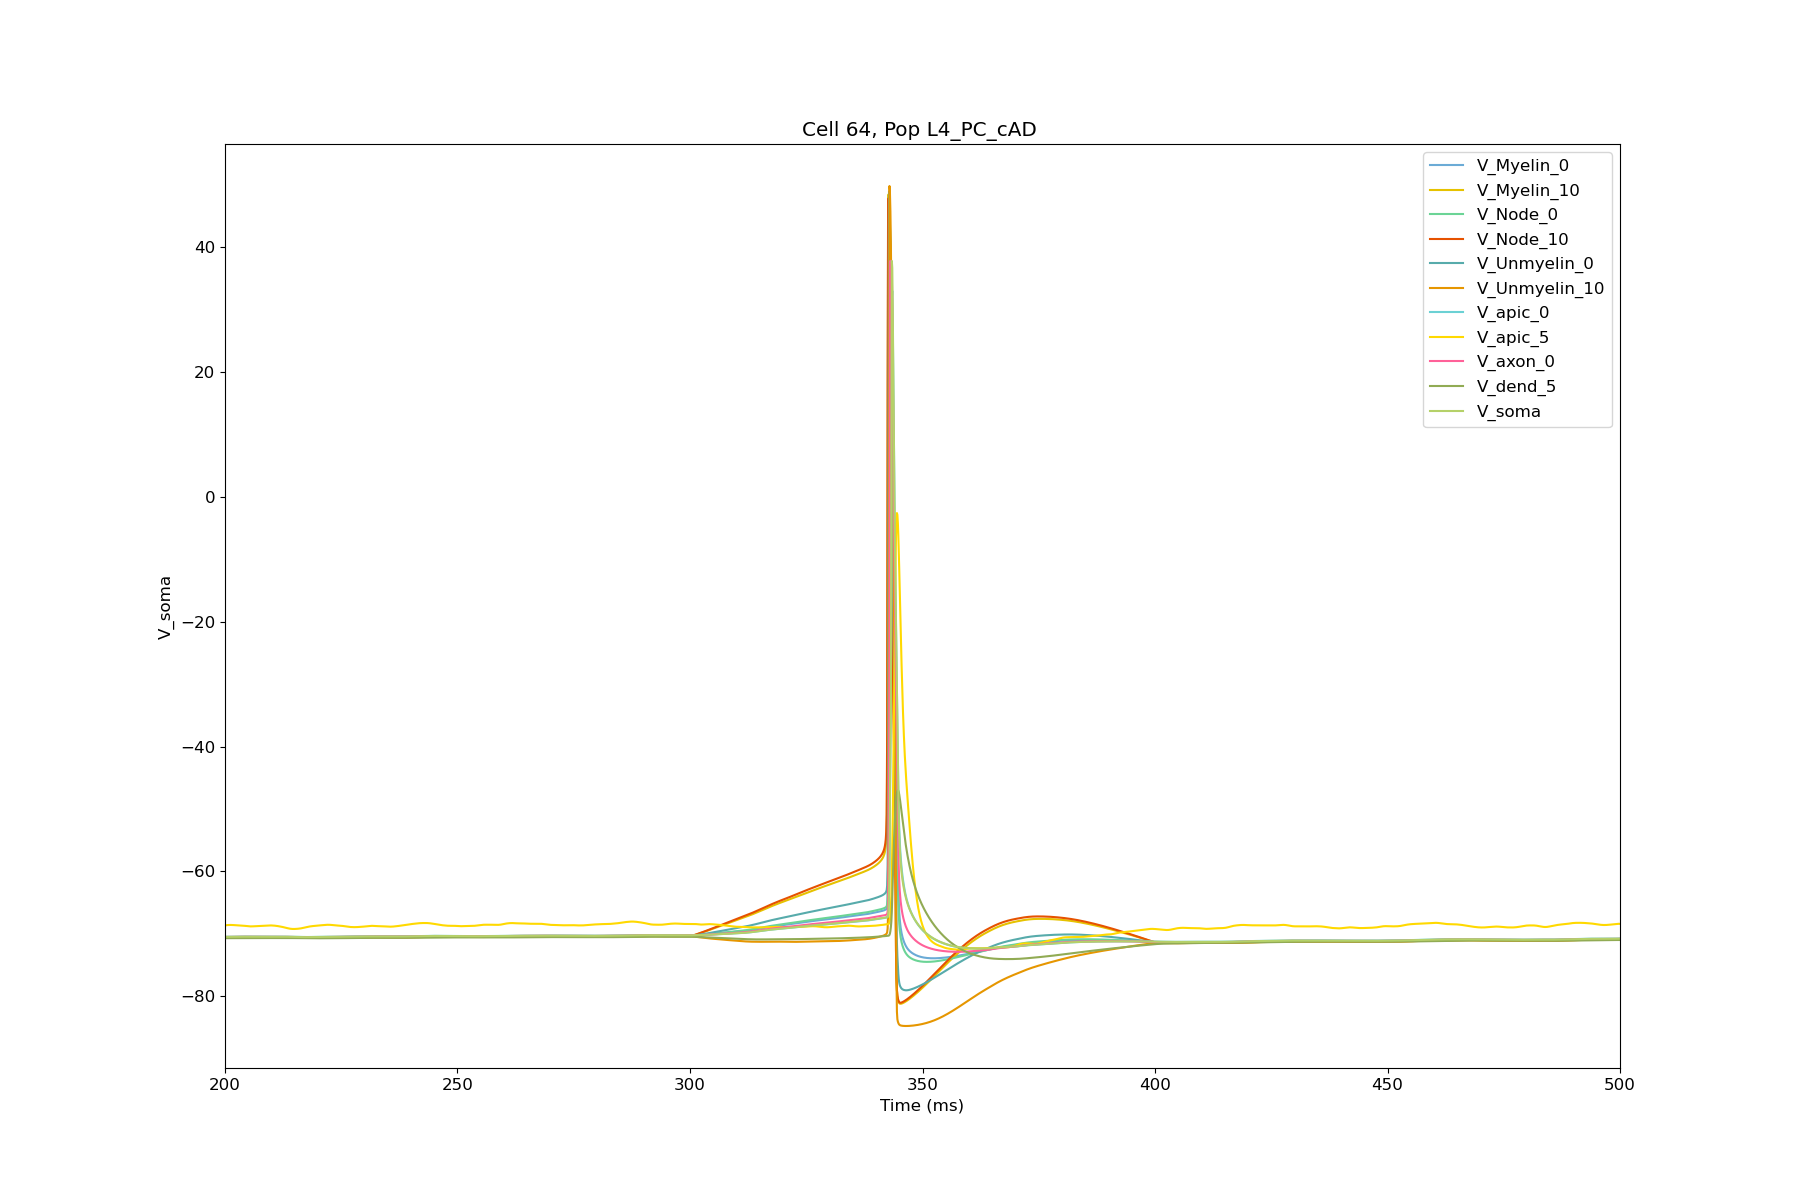 Cell 64, Pop L4_PC_cAD
V_Myelin_0
V_Myelin_10
V_Node_0
V_Node_10
V_Unmyelin_0
V_Unmyelin_10
V_apic_0
V_apic_5
V_axon_0
V_dend_5
V_soma
40
20
0
−20
−40
−60
−80
V_soma
200 250 300 350 400 450 500
Time (ms)